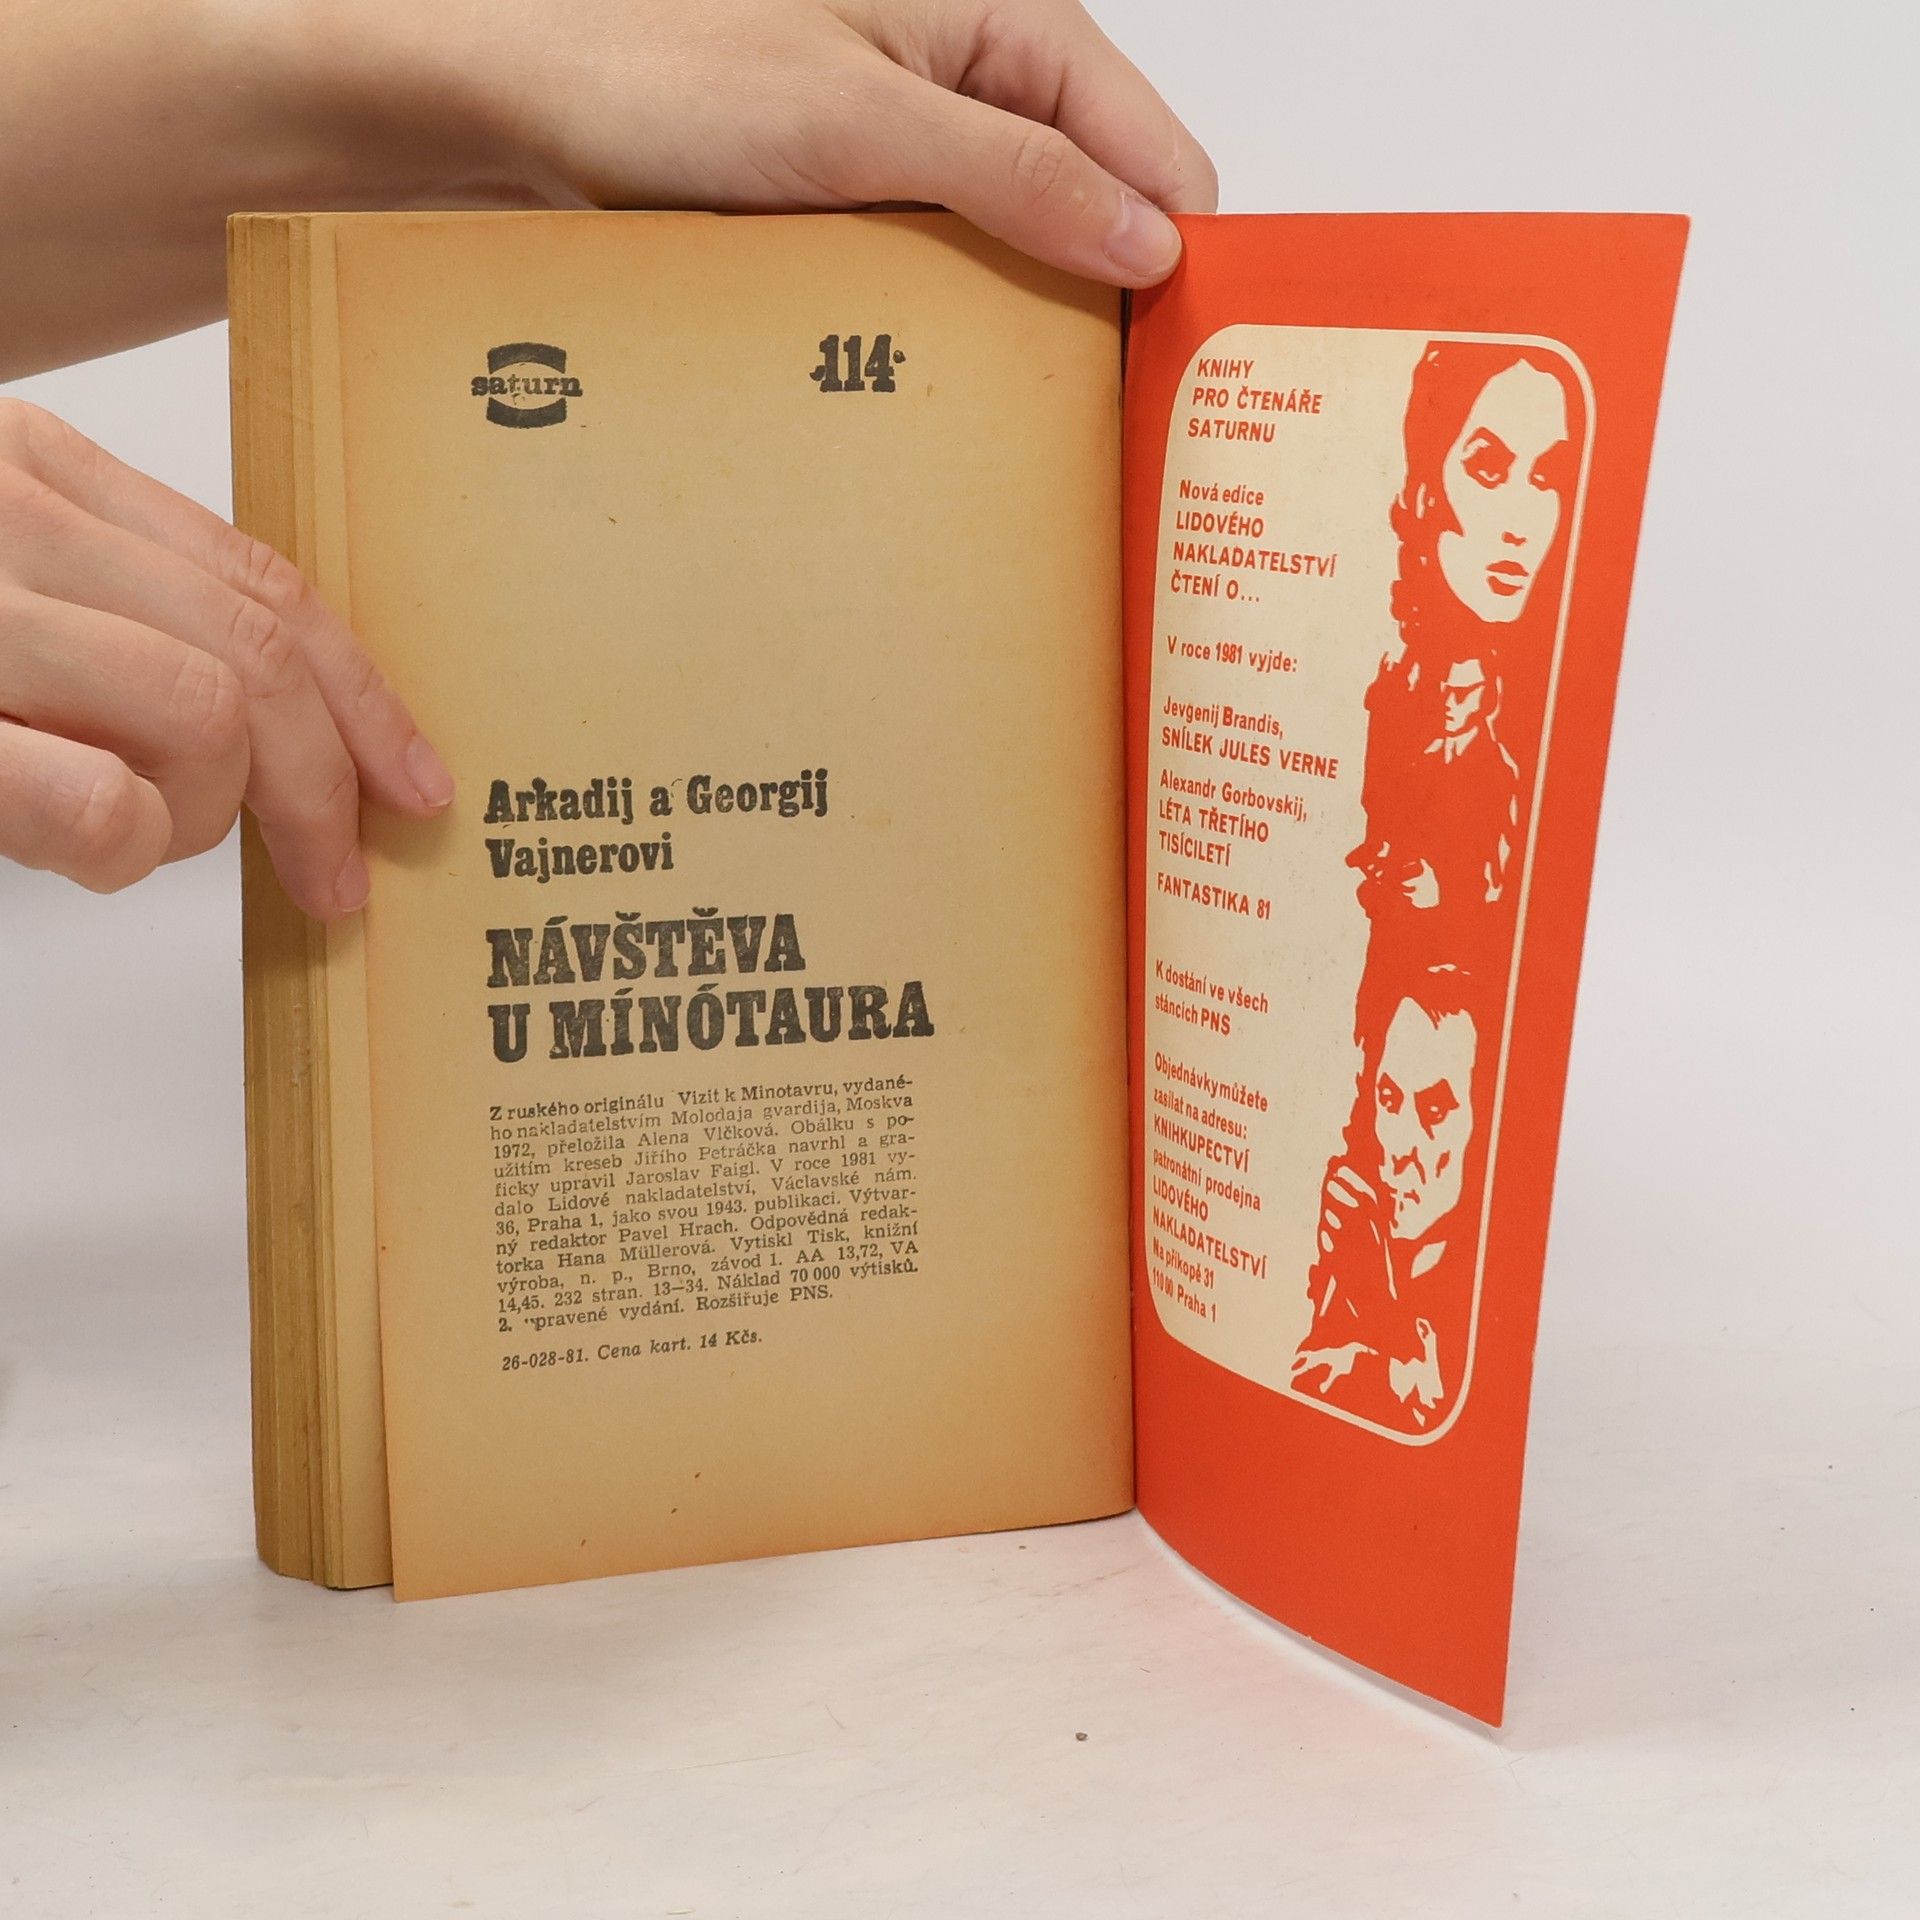 saturn
114
Arkadij a Georgij
Vajnerovi
NÁVŠTĚVA
U MÍNÓTAURA
Z ruského originálu Vizit k Minotavru, vydané-
ho nakladatelstvím Molodaja gvardija, Moskva
1972, přeložila Alena Vlčková. Obálku s po-
užitím kreseb Jiřího Petráčka navrhl a gra-
ficky upravil Jaroslav Faigl. V roce 1981 vy-
dalo Lidové nakladatelství, Václavské nám.
36, Praha 1, jako svou 1943. publikaci. Výtvar-
ný redaktor Pavel Hrach. Odpovědná redak-
torka Hana Müllerová. Vytiskl Tisk, knižní
výroba, n. p., Brno, závod 1. AA 13,72, VA
14,45. 232 stran. 13—34. Náklad 70 000 výtisků.
2. upravené vydání. Rozšiřuje PNS.
26-028-81. Cena kart. 14 Kčs.
KNIHY
PRO ČTENÁŘE
SATURNU
Nová edice
LIDOVÉHO
NAKLADATELSTVÍ
ČTENÍ O...
V roce 1981 vyjde:
Jevgenij Brandis,
SNÍLEK JULES VERNE
Alexandr Gorbovskij,
LÉTA TŘETÍHO
TISÍCILETÍ
FANTASTIKA 81
K dostání ve všech
stáncích PNS
Objednávky můžete
zasílat na adresu:
KNIHKUPECTVÍ
patronátní prodejna
LIDOVÉHO
NAKLADATELSTVÍ
Na příkopě 31
110 00 Praha 1